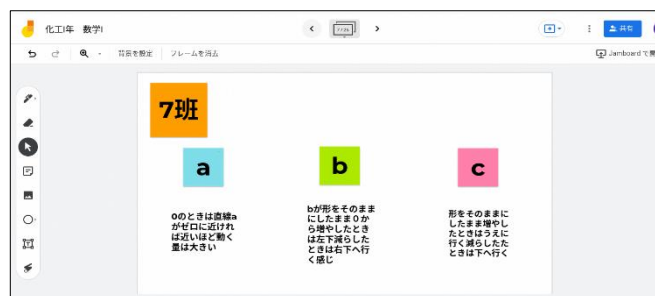 化工1年 数学I
共有
背景を設定 フレームを消去
Jamboard で開
7班
a
b
c
0のときは直線a
がゼロに近けれ
ば近いほど動く
量は大きい
bが形をそのまま
にしたまま0か
ら増やしたとき
は左下減らした
ときは右下へ行
く感じ
形をそのままに
したまま増やし
たときはうえに
行く減らしたた
ときは下へ行く